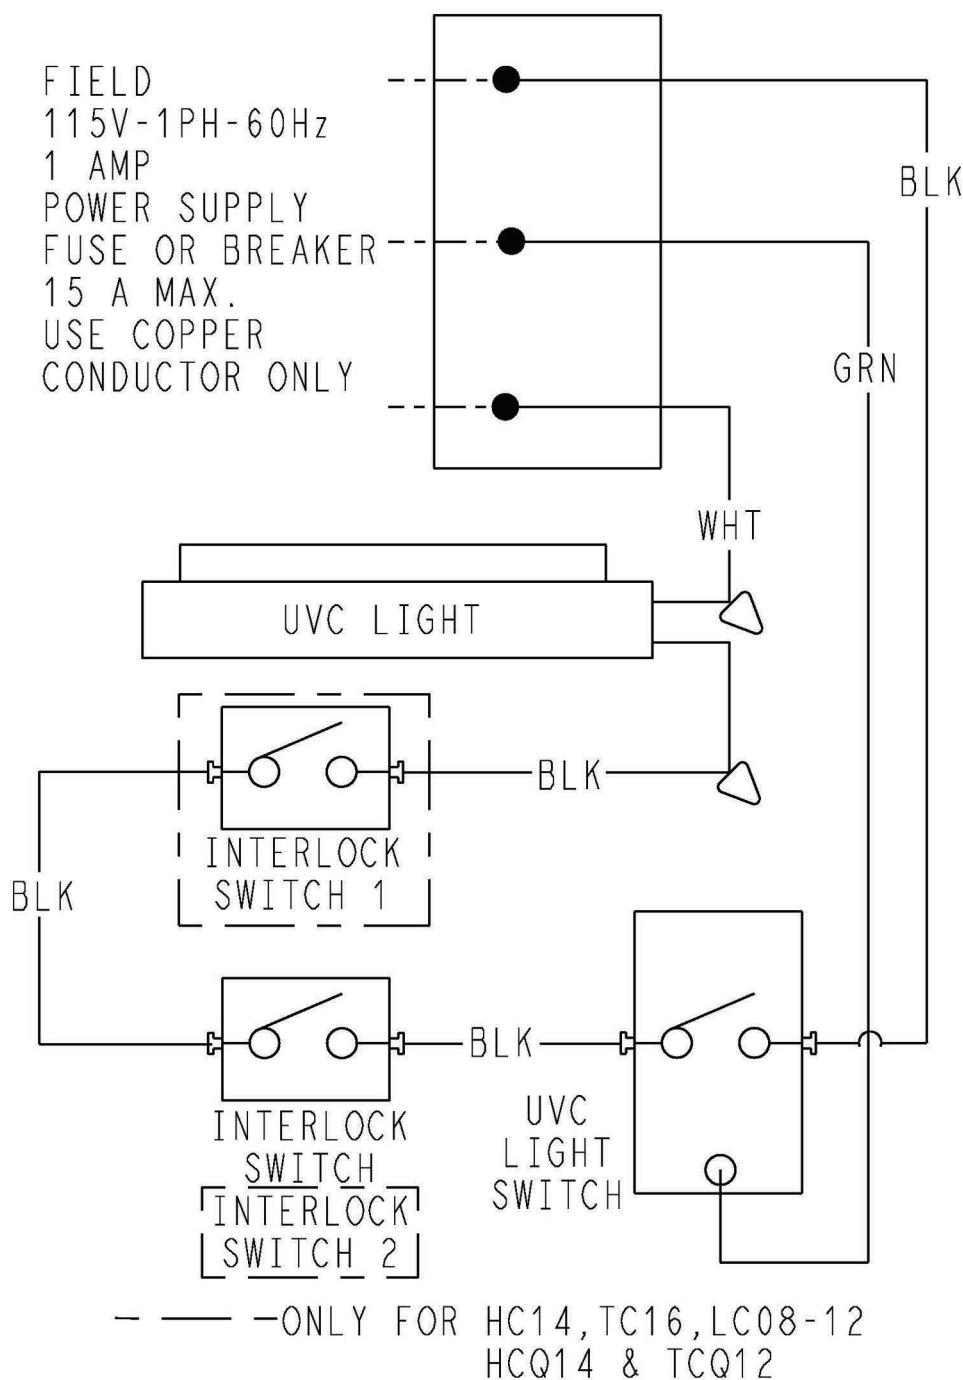 FIELD
115V-1PH-60Hz
1 AMP
POWER SUPPLY
FUSE OR BREAKER
15 A MAX.
USE COPPER
CONDUCTOR ONLY
BLK
GRN
WHT
UVC LIGHT
BLK
INTERLOCK
SWITCH 1
BLK
BLK
INTERLOCK
SWITCH
INTERLOCK
SWITCH 2
UVC
LIGHT
SWITCH
ONLY FOR HC14,TC16,LC08-12
HCQ14 & TCQ12